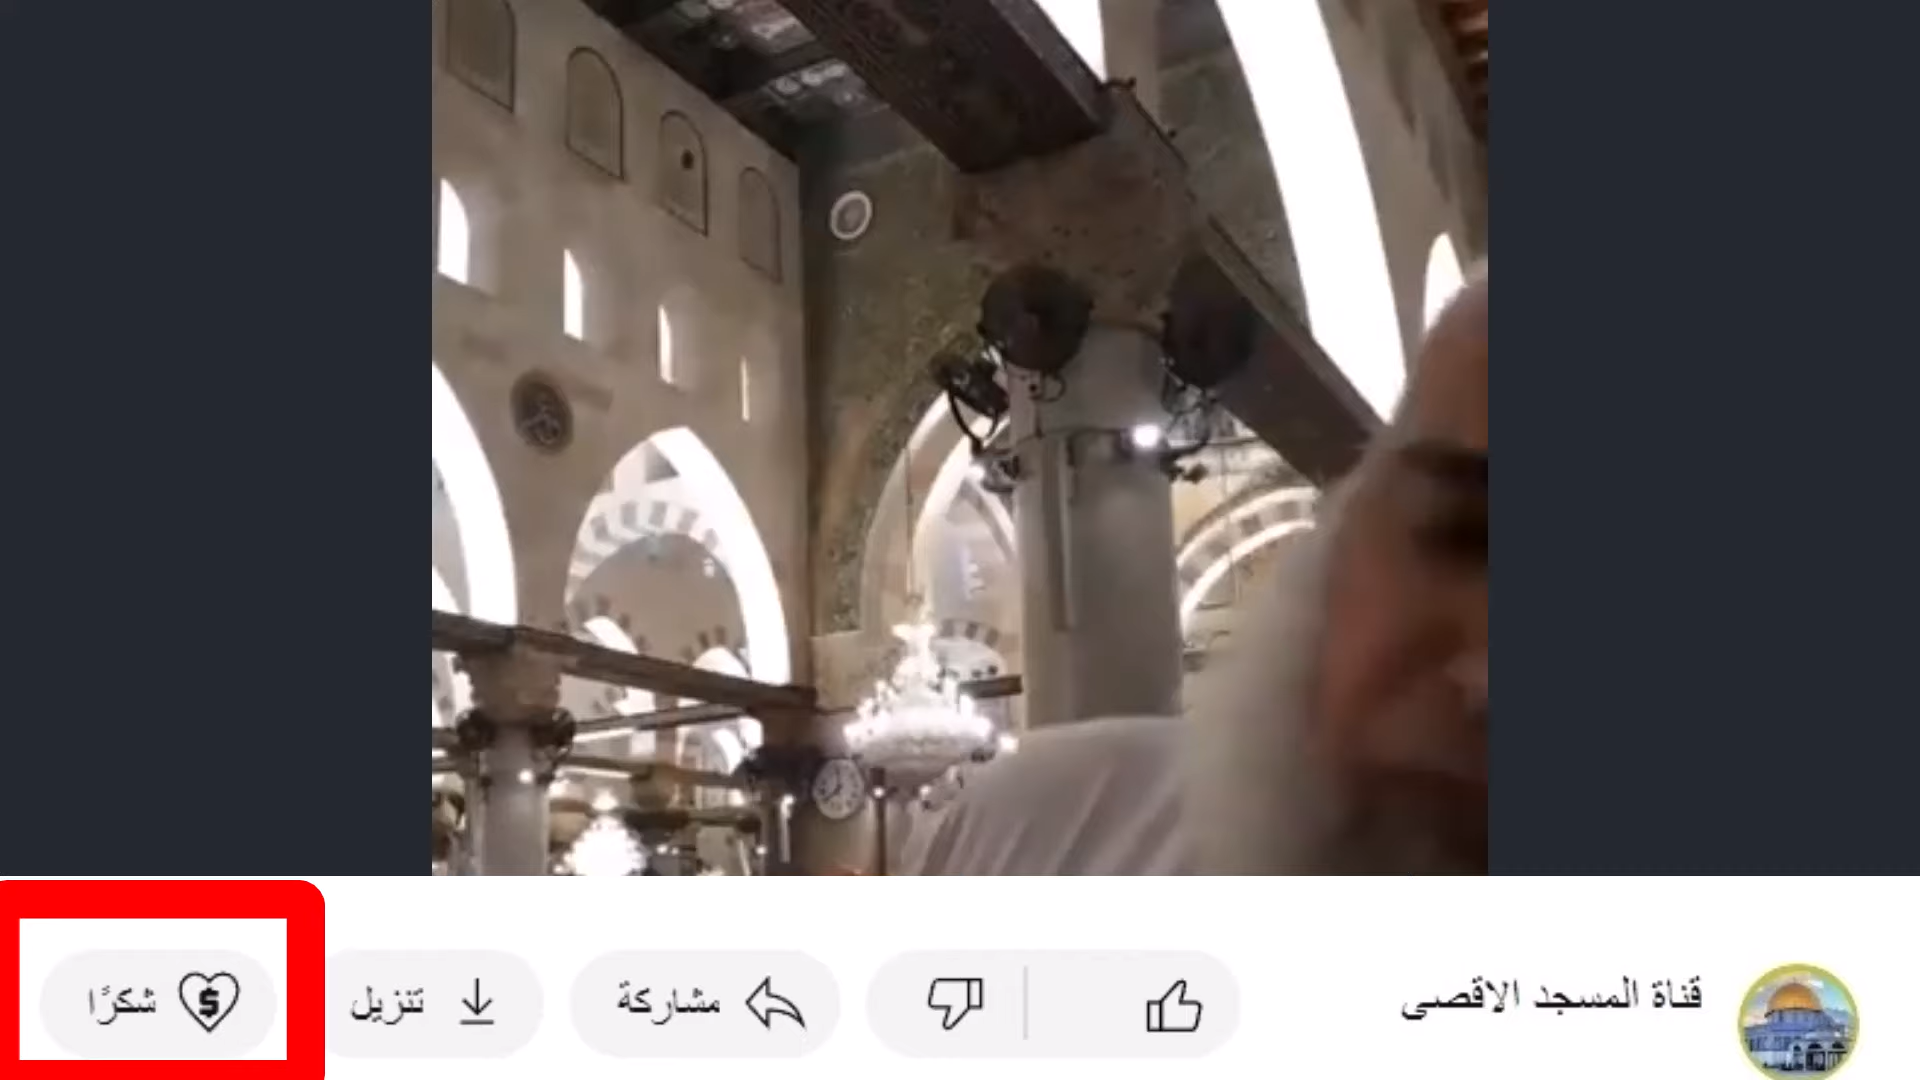 قناة المسجد الاقصى
مشاركة
تنزيل
شكرًا